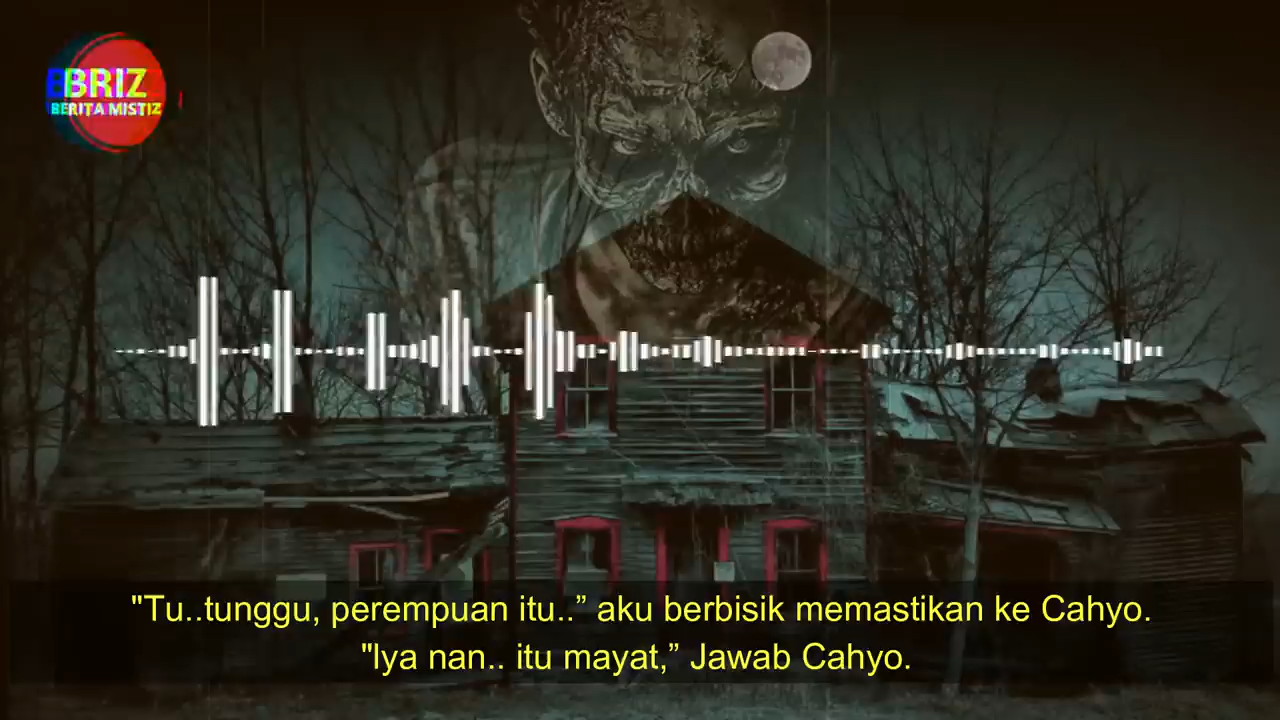 BRIZ
BERITA MISTIZ
"Tu..tunggu, perempuan itu..” aku berbisik memastikan ke Cahyo.
"Iya nan.. itu mayat,” Jawab Cahyo.